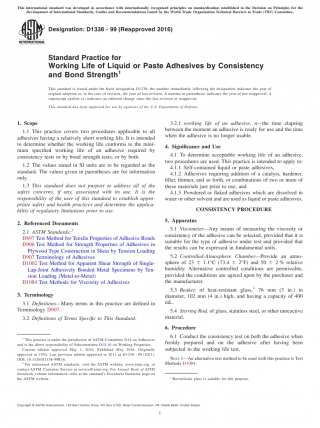 This international standard was developed in accordance with internationally recognized principles on standardization established in the Decision on Principles for the
Development of International Standards, Guides and Recommendations issued by the World Trade Organization Technical Barriers to Trade (TBT) Committee.
Designation: D1338 − 99 (Reapproved 2016)
Standard Practice for
Working Life of Liquid or Paste Adhesives by Consistency
and Bond Strength1
This standard is issued under the fixed designation D1338; the number immediately following the designation indicates the year of
original adoption or, in the case of revision, the year of last revision. A number in parentheses indicates the year of last reapproval. A
superscript epsilon (´) indicates an editorial change since the last revision or reapproval.
This standard has been approved for use by agencies of the U.S. Department of Defense.
1. Scope
1.1 This practice covers two procedures applicable to all
adhesives having a relatively short working life. It is intended
to determine whether the working life conforms to the mini-
mum specified working life of an adhesive required by
consistency tests or by bond strength tests, or by both.
1.2 The values stated in SI units are to be regarded as the
standard. The values given in parentheses are for information
only.
1.3 This standard does not purport to address all of the
safety concerns, if any, associated with its use. It is the
responsibility of the user of this standard to establish appro-
priate safety and health practices and determine the applica-
bility of regulatory limitations prior to use.
2. Referenced Documents
2.1 ASTM Standards:2
D897 Test Method for Tensile Properties of Adhesive Bonds
D906 Test Method for Strength Properties of Adhesives in
Plywood Type Construction in Shear by Tension Loading
D907 Terminology of Adhesives
D1002 Test Method for Apparent Shear Strength of Single-
Lap-Joint Adhesively Bonded Metal Specimens by Ten-
sion Loading (Metal-to-Metal)
D1084 Test Methods for Viscosity of Adhesives
3. Terminology
3.1 Definitions—Many terms in this practice are defined in
Terminology D907.
3.2 Definitions of Terms Specific to This Standard:
1 This practice is under the jurisdiction of ASTM Committee D14 on Adhesives
and is the direct responsibility of Subcommittee D14.10 on Working Properties.
Current edition approved May 1, 2016. Published May 2016. Originally
approved in 1954. Last previous edition approved in 2011 as D1338 – 99 (2011).
DOI: 10.1520/D1338-99R16.
2 For referenced ASTM standards, visit the ASTM website, www.astm.org, or
contact ASTM Customer Service at service@astm.org. For Annual Book of ASTM
Standards volume information, refer to the standard's Document Summary page on
the ASTM website.
3.2.1 working life of an adhesive, n—the time elapsing
between the moment an adhesive is ready for use and the time
when the adhesive is no longer usable.
4. Significance and Use
4.1 To determine acceptable working life of an adhesive,
two procedures are used. This practice is intended to apply to:
4.1.1 Self-contained liquid or paste adhesives,
4.1.2 Adhesives requiring addition of a catalyst, hardener,
filler, thinner, and so forth, or combinations of two or more of
these materials just prior to use, and
4.1.3 Powdered or flaked adhesives which are dissolved in
water or other solvent and are used as liquid or paste adhesives.
CONSISTENCY PROCEDURE
5. Apparatus
5.1 Viscometers—Any means of measuring the viscosity or
consistency of the adhesive can be selected, provided that it is
suitable for the type of adhesive under test and provided that
the results can be expressed in fundamental units.
5.2 Controlled-Atmosphere Chamber—Provide an atmo-
sphere of 23 ± 1.1°C (73.4 ± 2°F) and 50 ± 2 % relative
humidity. Alternative controlled conditions are permissible,
provided the conditions are agreed upon by the purchaser and
the manufacturer.
5.3 Beaker of heat-resistant glass,3 76 mm (3 in.) in
diameter, 102 mm (4 in.) high, and having a capacity of 400
mL.
5.4 Stirring Rod, of glass, stainless steel, or other unreactive
material.
6. Procedure
6.1 Conduct the consistency test on both the adhesive when
freshly prepared and on the adhesive after having been
subjected to the working life test.
NOTE 1—An alternative test method to be used with this practice is Test
Methods D1084.
3 Borosilicate glass is suitable for this purpose.
Copyright © ASTM International, 100 Barr Harbor Drive, PO Box C700, West Conshohocken, PA 19428-2959. United States
1